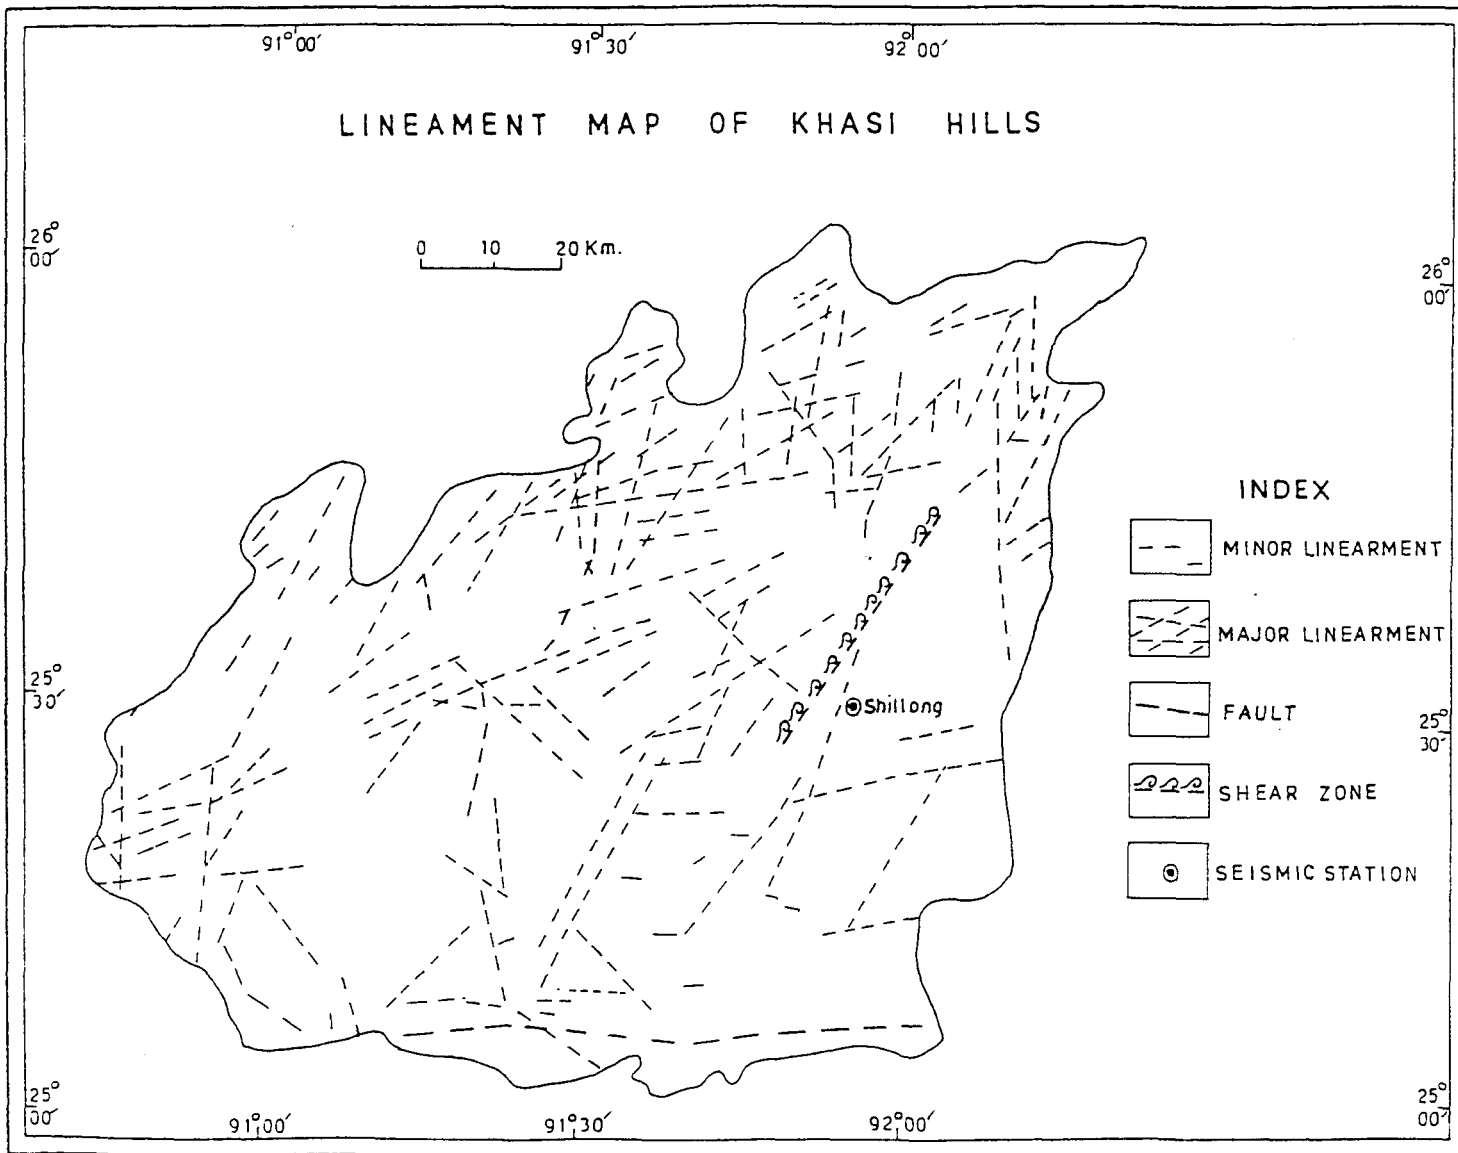 91°00′ 91°30′ 92°00′
LINEAMENT MAP OF KHASI HILLS
26°
00′
0 10 20 Km.
26°
00′
INDEX
MINOR LINEARMENT
MAJOR LINEARMENT
25°
30′
Shillong
FAULT
25°
30′
SHEAR ZONE
SEISMIC STATION
25°
00′
25°
00′
91°00′ 91°30′ 92°00′